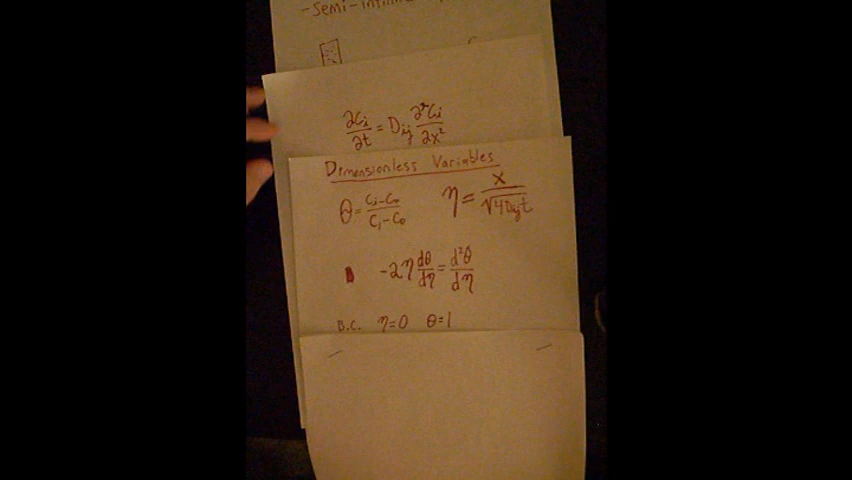 -Semi-infinite
∂Ci/∂t = Dij ∂²Ci/∂x²
Dimensionless Variables
θ = Ci-Co/C1-Co η = x/√4Dijt
-2η dθ/dη = d²θ/dη
B.C. η=0 θ=1